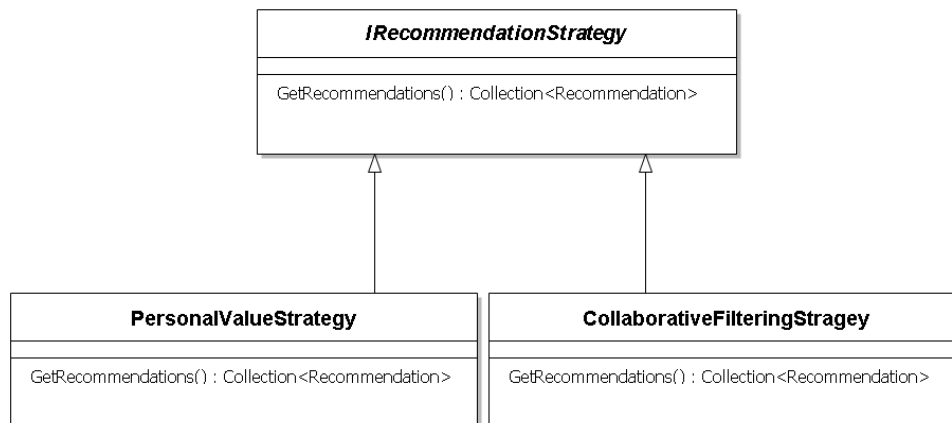 IRecommendationStrategy
GetRecommendations() : Collection<Recommendation>
PersonalValueStrategy
GetRecommendations() : Collection<Recommendation>
CollaborativeFilteringStragey
GetRecommendations() : Collection<Recommendation>